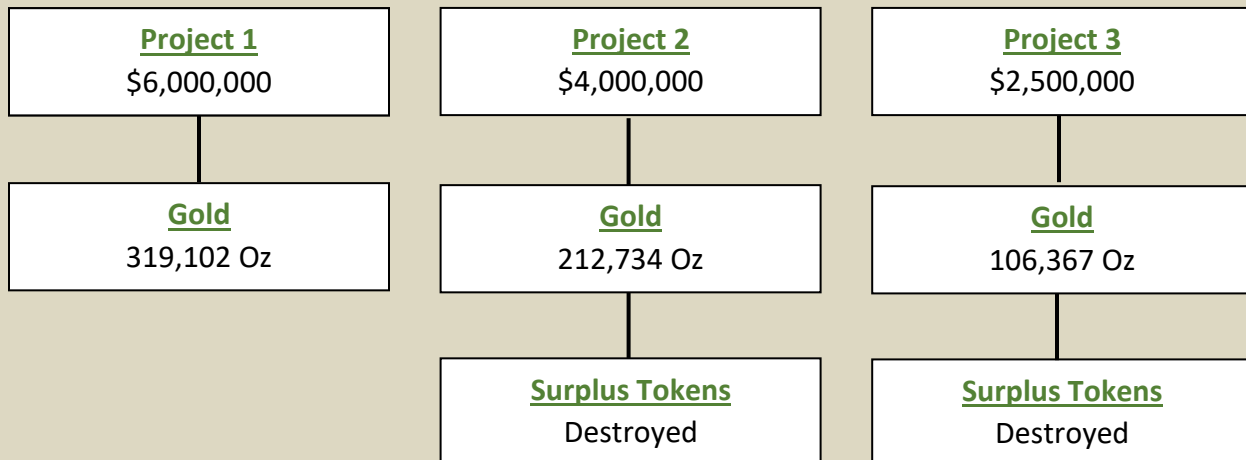 Project 1
$6,000,000
Project 2
$4,000,000
Project 3
$2,500,000
Gold
319,102 Oz
Gold
212,734 Oz
Gold
106,367 Oz
Surplus Tokens
Destroyed
Surplus Tokens
Destroyed